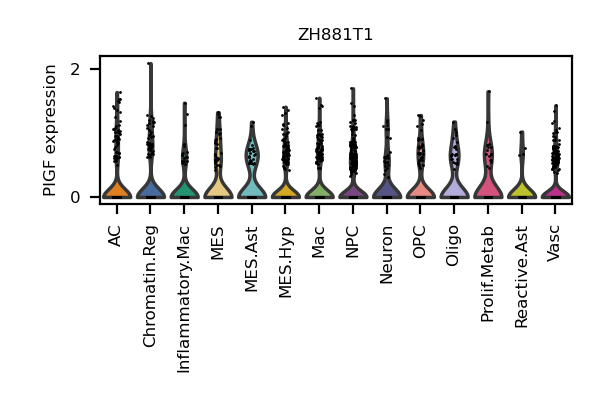 ZH881T1
PIGF expression
2
0
AC
Chromatin.Reg
Inflammatory.Mac
MES
MES.Ast
MES.Hyp
Mac
NPC
Neuron
OPC
Oligo
Prolif.Metab
Reactive.Ast
Vasc